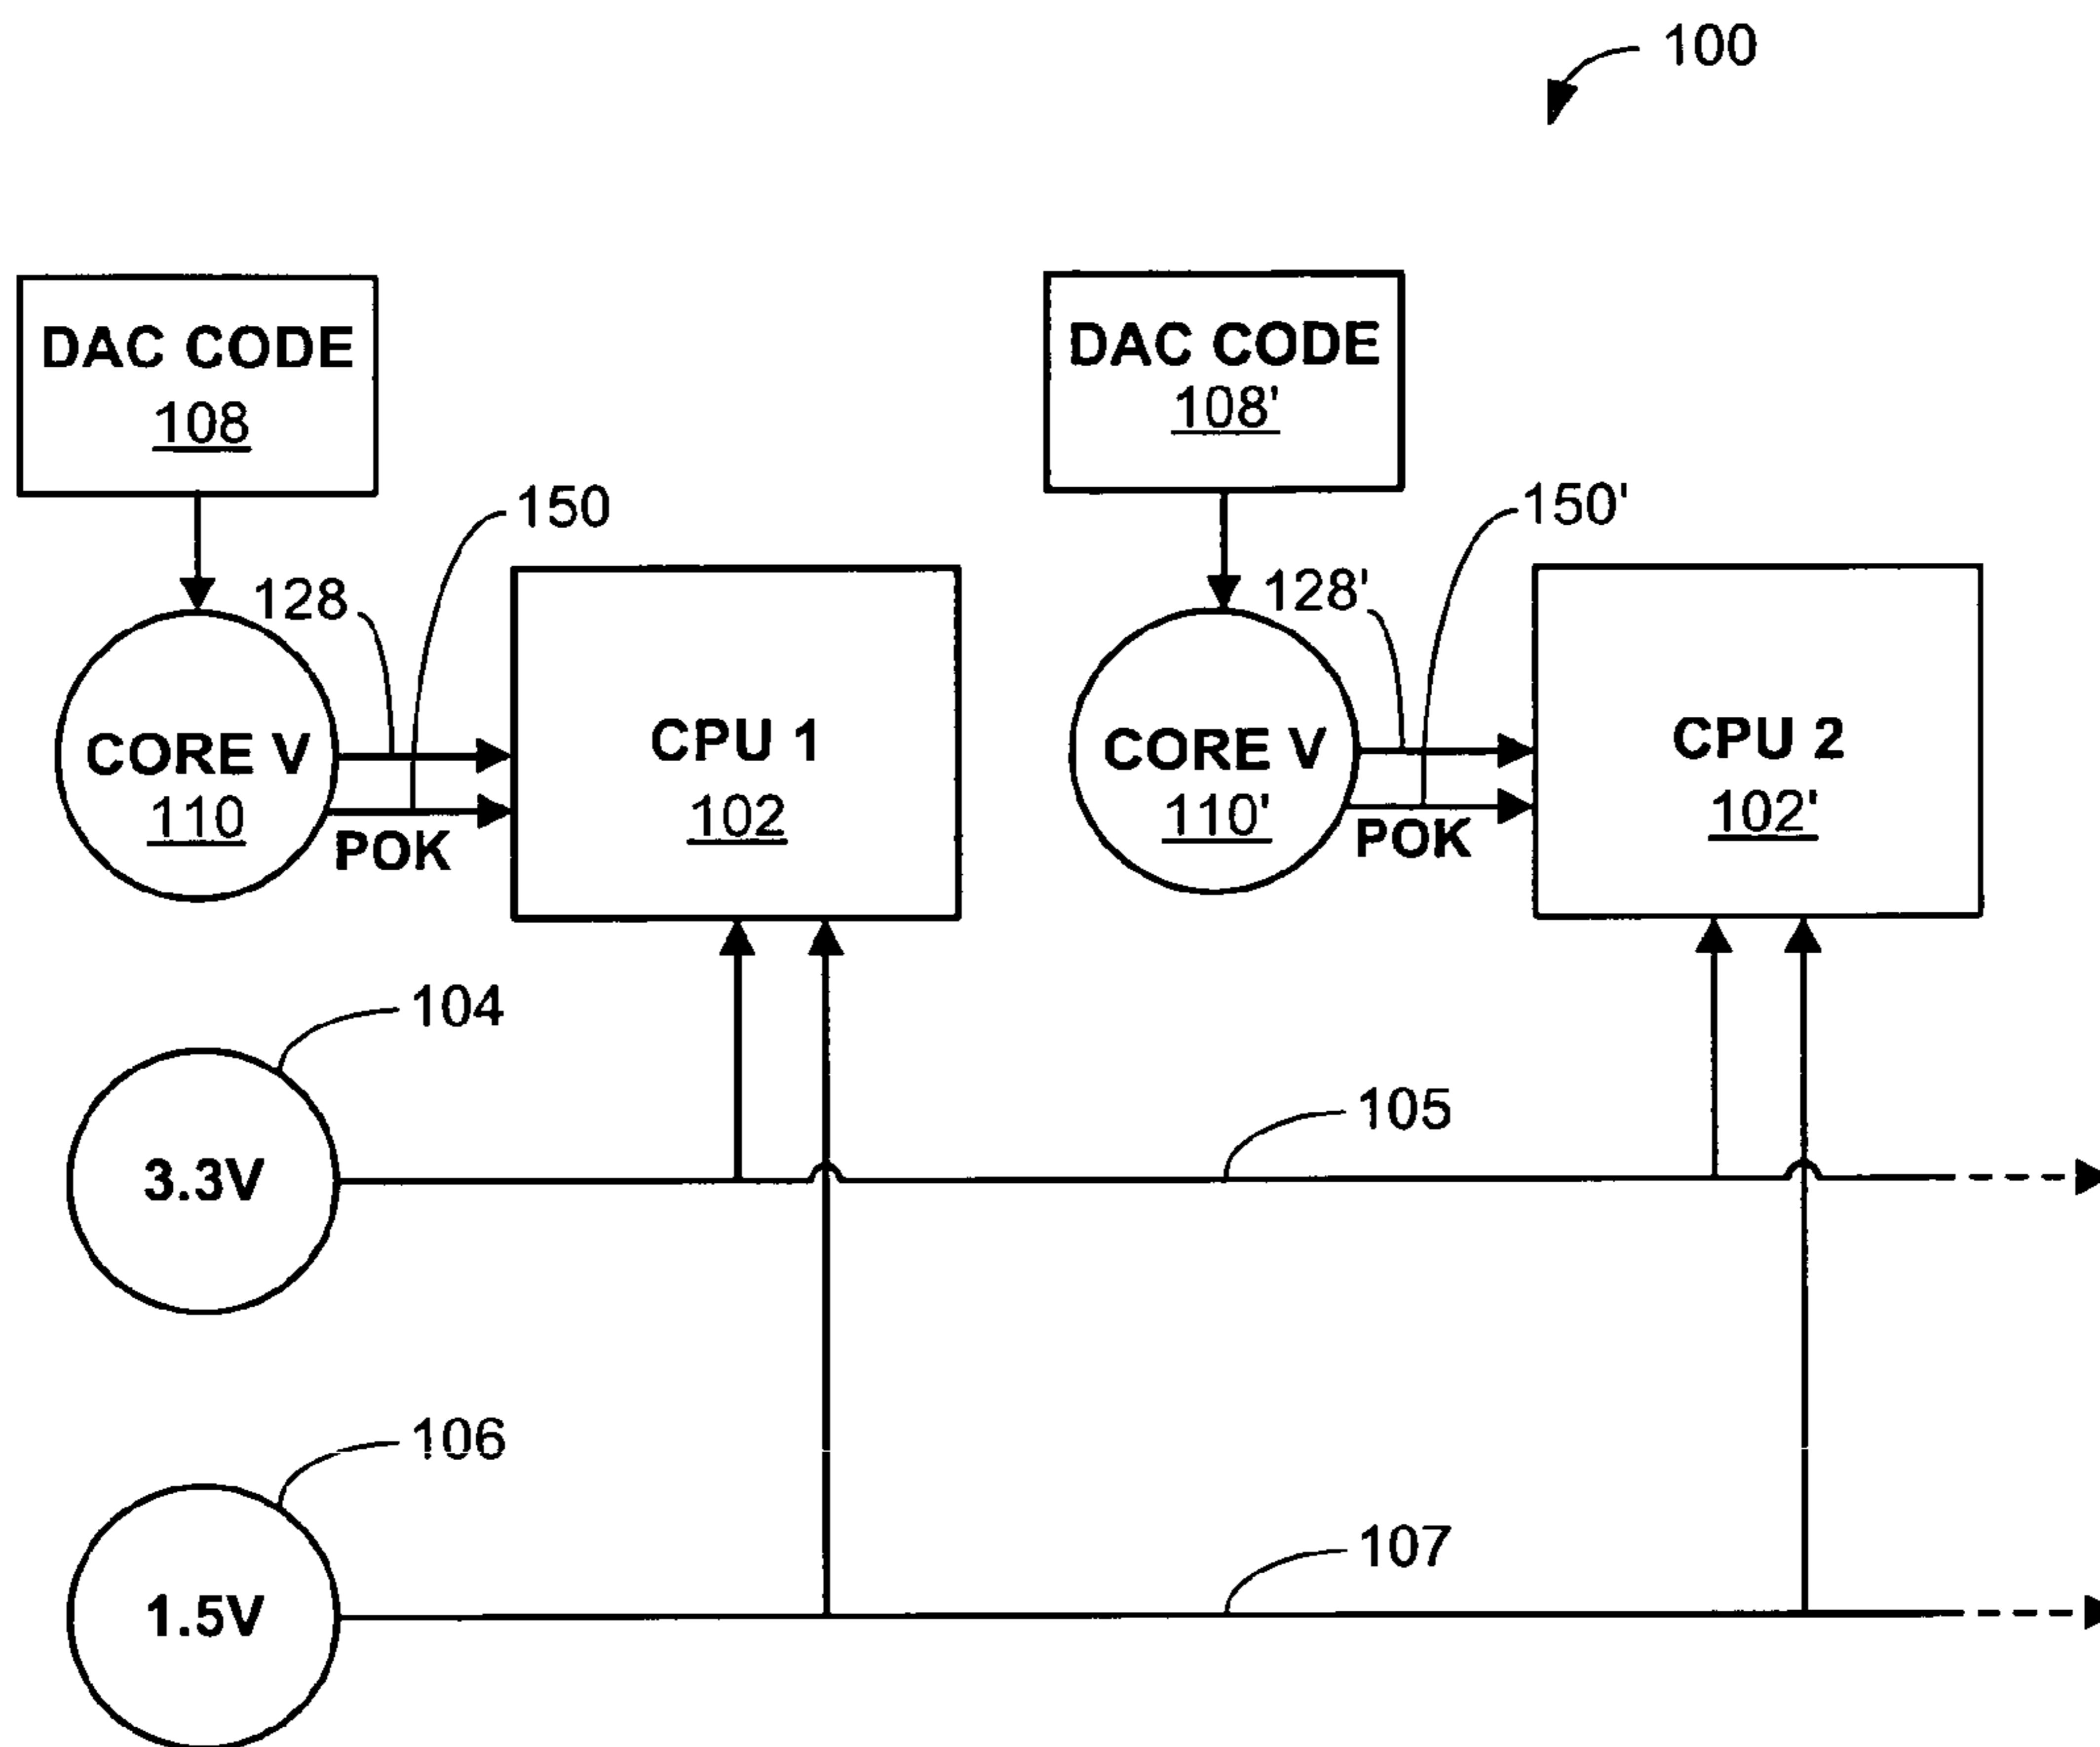 100
DAC CODE
108
DAC CODE
108'
150
150'
128
128'
CORE V
110
POK
CPU 1
102
CORE V
110'
POK
CPU 2
102'
104
3.3V
105
106
1.5V
107